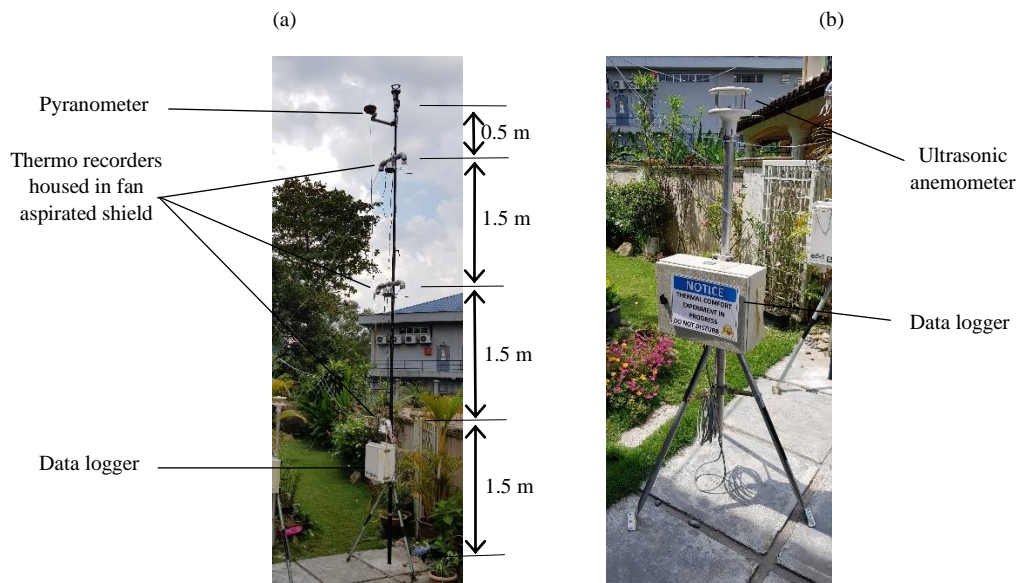 (a)
(b)
Pyranometer
0.5 m
Thermo recorders
housed in fan
aspirated shield
1.5 m
1.5 m
Data logger
1.5 m
Ultrasonic
anemometer
NOTICE
THERMAL COMFORT
EXPERIMENT IN
PROGRESS
DO NOT DISTURB
Data logger